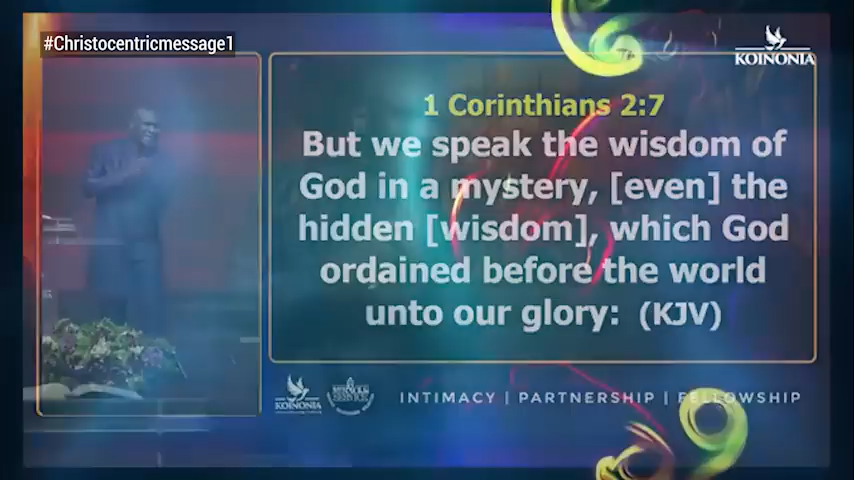 #Christocentricmessage1
KOINONIA
1 Corinthians 2:7
But we speak the wisdom of
God in a mystery, [even] the
hidden [wisdom], which God
ordained before the world
unto our glory: (KJV)
KOINONIA
INTIMACY | PARTNERSHIP | FELLOWSHIP